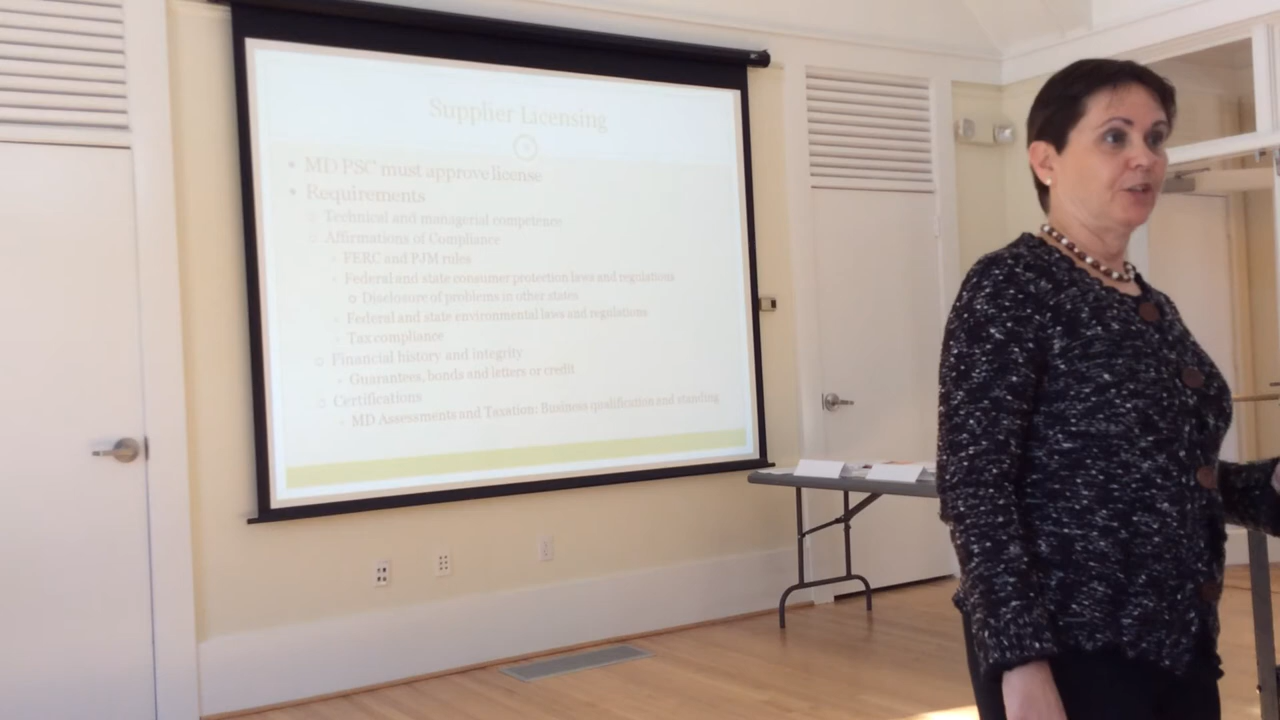 Supplier Licensing
• MD PSC must approve license
• Requirements
Technical and managerial competence
Affirmations of Compliance
FERC and PJM rules
Federal and state consumer protection laws and regulations
Disclosure of problems in other states
Federal and state environmental laws and regulations
Tax compliance
Financial history and integrity
Guarantees, bonds and letters or credit
Certifications
MD Assessments and Taxation: Business qualification and standing